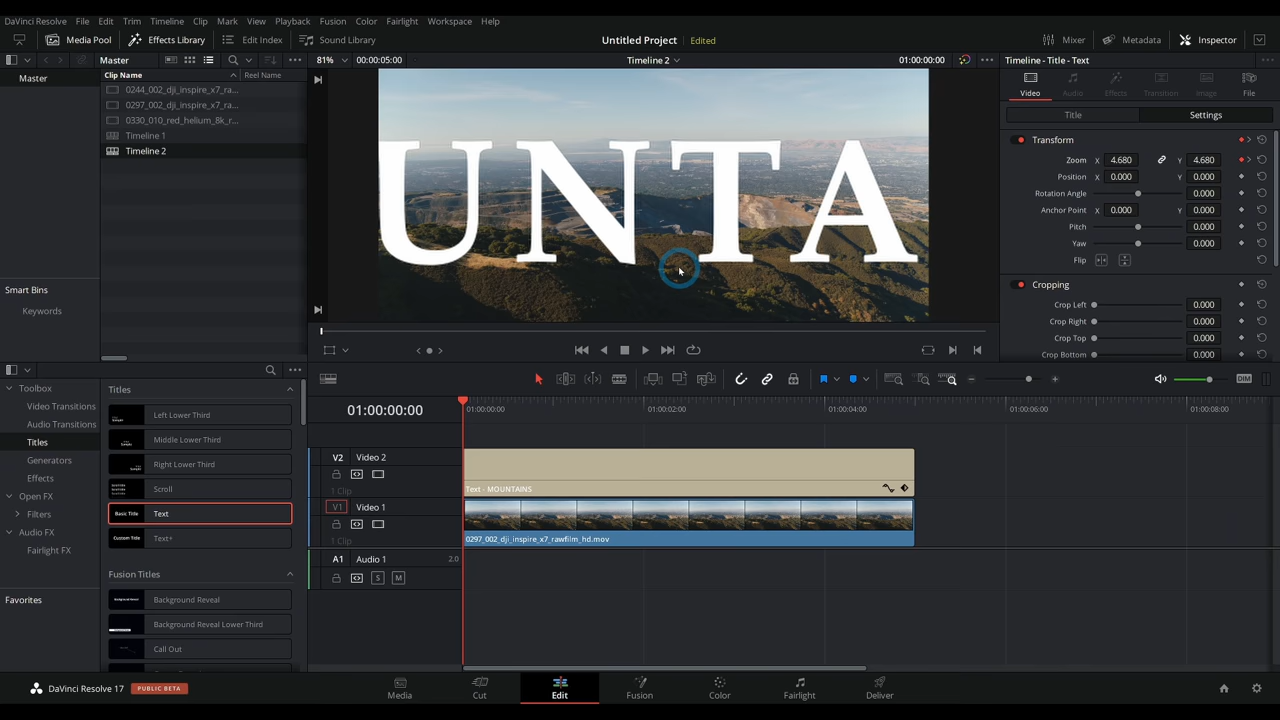 DaVinci Resolve File Edit Trim Timeline Clip Mark View Playback Fusion Color Fairlight Workspace Help
Media Pool Effects Library Edit Index Sound Library Untitled Project Edited Mixer Metadata Inspector
Master 81% 00:00:05:00 Timeline 2 01:00:00:00 Timeline - Title - Text
Master
Clip Name Reel Name
0244_002_dji_inspire_x7_ra...
0297_002_dji_inspire_x7_ra...
0330_010_red_helium_8k_r...
Timeline 1
Timeline 2
Smart Bins
Keywords
UNTA
Video Audio Effects Transition Image File
Title Settings
Transform
Zoom X 4.680 Y 4.680
Position X 0.000 Y 0.000
Rotation Angle 0.000
Anchor Point X 0.000 Y 0.000
Pitch 0.000
Yaw 0.000
Flip
Cropping
Crop Left 0.000
Crop Right 0.000
Crop Top 0.000
Crop Bottom 0.000
Toolbox
Video Transitions
Audio Transitions
Titles
Generators
Effects
Open FX
Filters
Audio FX
Fairlight FX
Favorites
Titles
Left Lower Third
Middle Lower Third
Right Lower Third
Scroll
Basic Title Text
Custom Title Text+
Fusion Titles
Background Reveal
Background Reveal Lower Third
Call Out
DIM
01:00:00:00 01:00:00:00 01:00:02:00 01:00:04:00 01:00:06:00 01:00:08:00
V2 Video 2
1 Clip
Text - MOUNTAINS
V1 Video 1
1 Clip
0297_002_dji_inspire_x7_rawfilm_hd.mov
A1 Audio 1 2.0
S M
DaVinci Resolve 17 PUBLIC BETA Media Cut Edit Fusion Color Fairlight Deliver